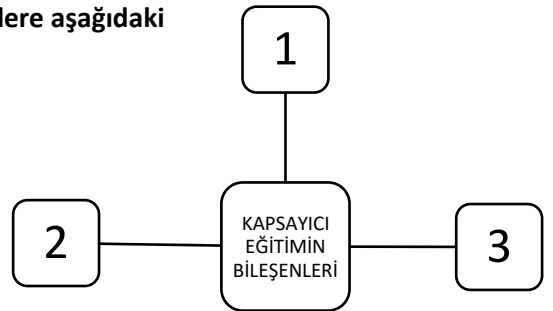 lere aşağıdaki
1
KAPSAYICI
EĞİTİMİN
BİLEŞENLERİ
2
3